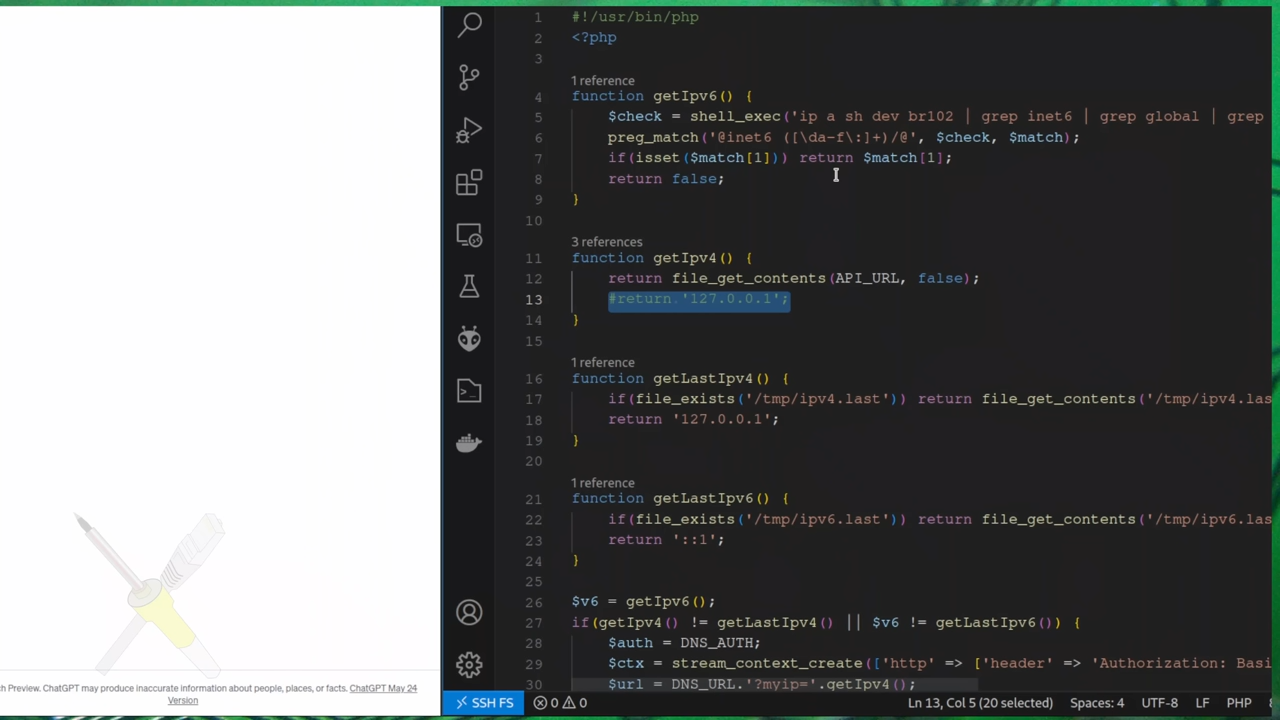 1 #!/usr/bin/php
2 <?php
3
1 reference
4 function getIpv6() {
5 $check = shell_exec('ip a sh dev br102 | grep inet6 | grep global | grep
6 preg_match('@inet6 ([\da-f\:]+)/@', $check, $match);
7 if(isset($match[1])) return $match[1];
8 return false;
9 }
10
3 references
11 function getIpv4() {
12 return file_get_contents(API_URL, false);
13 #return '127.0.0.1';
14 }
15
1 reference
16 function getLastIpv4() {
17 if(file_exists('/tmp/ipv4.last')) return file_get_contents('/tmp/ipv4.las
18 return '127.0.0.1';
19 }
20
1 reference
21 function getLastIpv6() {
22 if(file_exists('/tmp/ipv6.last')) return file_get_contents('/tmp/ipv6.las
23 return '::1';
24 }
25
26 $v6 = getIpv6();
27 if(getIpv4() != getLastIpv4() || $v6 != getLastIpv6()) {
28 $auth = DNS_AUTH;
29 $ctx = stream_context_create(['http' => ['header' => 'Authorization: Basi
30 $url = DNS_URL.'?myip='.getIpv4();
ch Preview. ChatGPT may produce inaccurate information about people, places, or facts. ChatGPT May 24
Version
SSH FS 0 0 Ln 13, Col 5 (20 selected) Spaces: 4 UTF-8 LF PHP